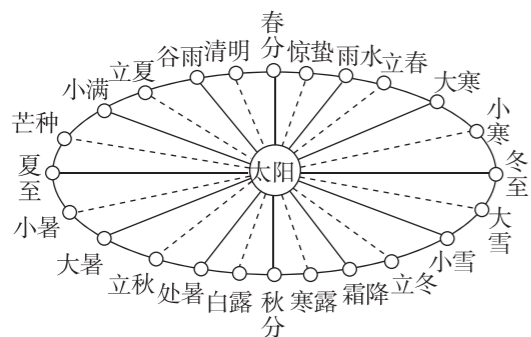 春分
惊蛰
雨水
立春
大寒
小寒
冬至
大雪
小雪
立冬
霜降
寒露
秋分
白露
处暑
立秋
大暑
小暑
夏至
芒种
小满
立夏
谷雨
清明
太阳